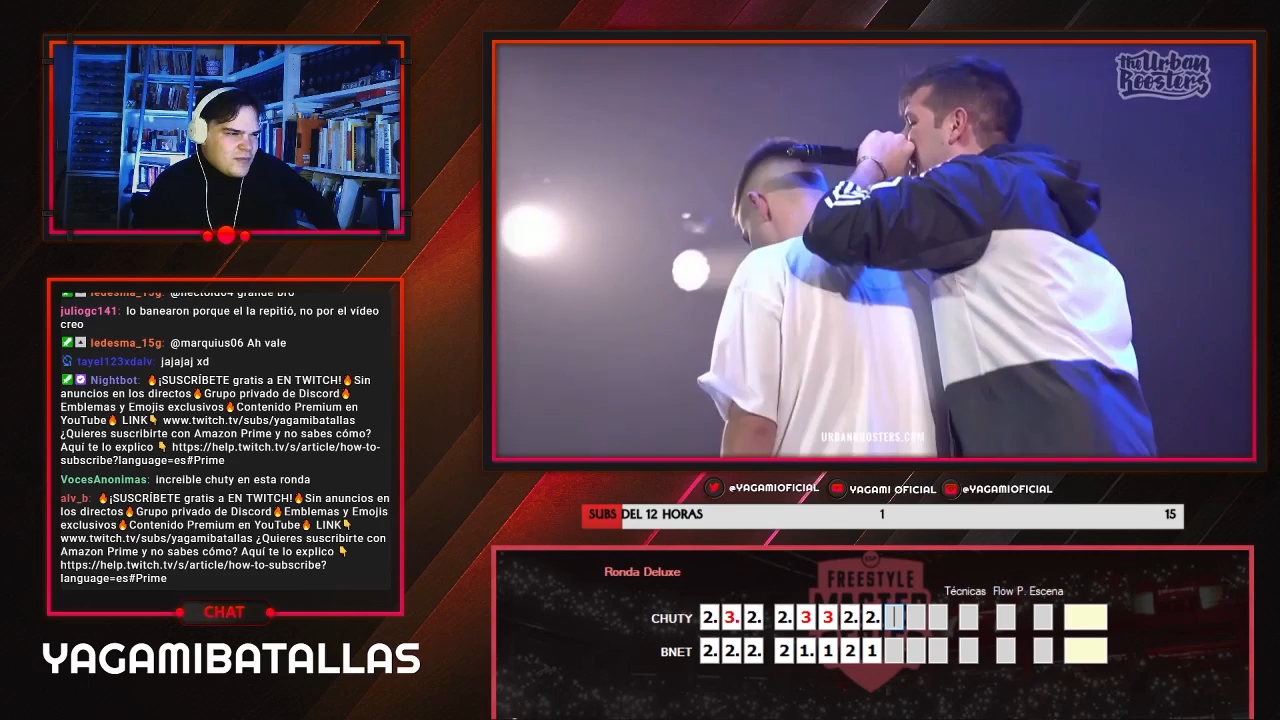 the Urban
Roosters
URBANROOSTERS.COM
ledesma_15g: @hectoid04 grande bro
juliogc141: lo banearon porque el la repitió, no por el vídeo
creo
ledesma_15g: @marquius06 Ah vale
tayel123xdalv: jajajaj xd
Nightbot: 🔥¡SUSCRÍBETE gratis a EN TWITCH!🔥Sin
anuncios en los directos🔥Grupo privado de DIscord🔥
Emblemas y Emojis exclusivos🔥Contenido Premium en
YouTube🔥 LINK👇 www.twitch.tv/subs/yagamibatallas
¿Quieres suscribirte con Amazon Prime y no sabes cómo?
Aquí te lo explico 👇 https://help.twitch.tv/s/article/how-to-
subscribe?language=es#Prime
VocesAnonimas: increible chuty en esta ronda
alv_b: 🔥¡SUSCRÍBETE gratis a EN TWITCH!🔥Sin anuncios en
los directos🔥Grupo privado de Discord🔥Emblemas y Emojis
exclusivos🔥Contenido Premium en YouTube🔥 LINK👇
www.twitch.tv/subs/yagamibatallas ¿Quieres suscribirte con
Amazon Prime y no sabes cómo? Aquí te lo explico 👇
https://help.twitch.tv/s/article/how-to-subscribe?
language=es#Prime
CHAT
YAGAMIBATALLAS
@YAGAMIOFICIAL YAGAMI OFICIAL @YAGAMIOFICIAL
SUBS DEL 12 HORAS 1 15
Ronda Deluxe
FREESTYLE
Técnicas Flow P. Escena
CHUTY 2. 3. 2. 2. 3 3 2. 2.
BNET 2. 2. 2. 2 1. 1 2 1